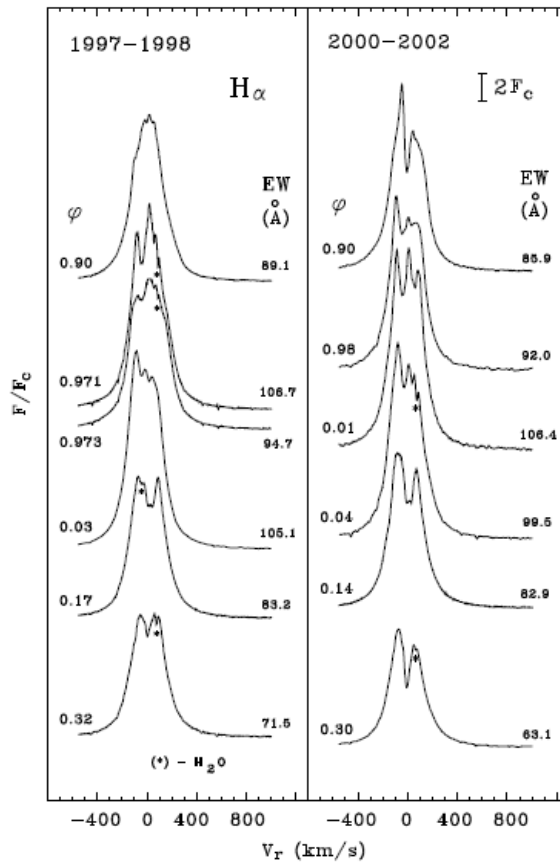 1997−1998
2000−2002
Hα
2Fc
φ
EW
(Å)
φ
EW
(Å)
0.90
89.1
0.90
85.9
0.971
106.7
0.98
92.0
0.973
94.7
0.01
106.4
0.03
105.1
0.04
99.5
0.17
83.2
0.14
82.9
0.32
71.5
0.30
63.1
(*) − H₂O
F/Fc
−400 0 400 800
−400 0 400 800
Vr (km/s)